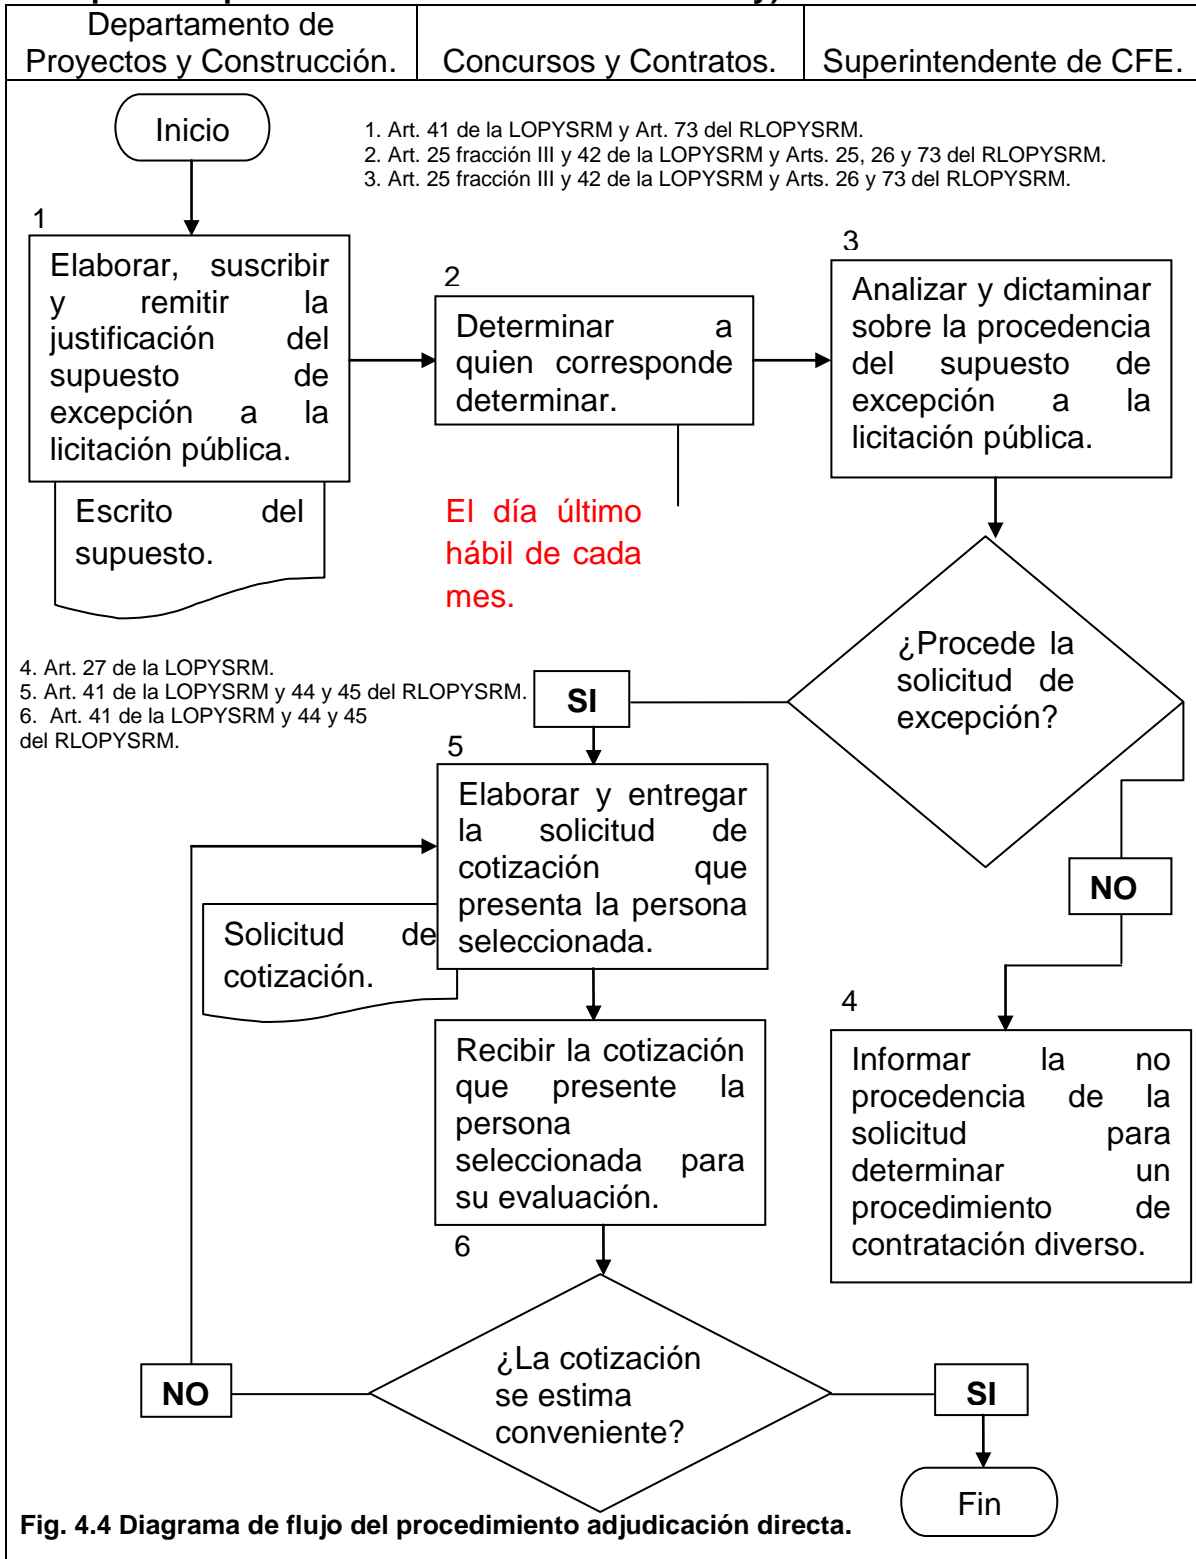 Departamento de
Proyectos y Construcción.
Concursos y Contratos.
Superintendente de CFE.
Inicio
1. Art. 41 de la LOPYSRM y Art. 73 del RLOPYSRM.
2. Art. 25 fracción III y 42 de la LOPYSRM y Arts. 25, 26 y 73 del RLOPYSRM.
3. Art. 25 fracción III y 42 de la LOPYSRM y Arts. 26 y 73 del RLOPYSRM.
1
Elaborar, suscribir
y remitir la
justificación del
supuesto de
excepción a la
licitación pública.
Escrito del
supuesto.
2
Determinar a
quien corresponde
determinar.
El día último
hábil de cada
mes.
3
Analizar y dictaminar
sobre la procedencia
del supuesto de
excepción a la
licitación pública.
¿Procede la
solicitud de
excepción?
4. Art. 27 de la LOPYSRM.
5. Art. 41 de la LOPYSRM y 44 y 45 del RLOPYSRM.
6. Art. 41 de la LOPYSRM y 44 y 45
del RLOPYSRM.
SI
5
Elaborar y entregar
la solicitud de
cotización que
presenta la persona
seleccionada.
Solicitud de
cotización.
NO
4
Informar la no
procedencia de la
solicitud para
determinar un
procedimiento de
contratación diverso.
Recibir la cotización
que presente la
persona
seleccionada para
su evaluación.
6
¿La cotización
se estima
conveniente?
NO
SI
Fin
Fig. 4.4 Diagrama de flujo del procedimiento adjudicación directa.